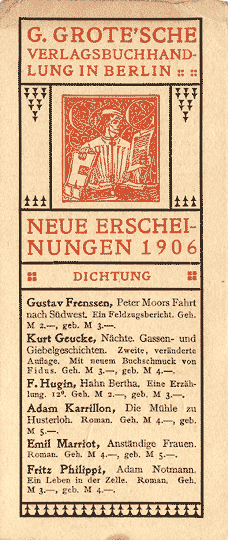 G. GROTE'SCHE
VERLAGSBUCHHAND-
LUNG IN BERLIN
NEUE ERSCHEI-
NUNGEN 1906
DICHTUNG
Gustav Frenssen, Peter Moors Fahrt
nach Südwest. Ein Feldzugsbericht. Geh.
M 2.—, geb. M 3.—.
Kurt Geucke, Nächte. Gassen- und
Giebelgeschichten. Zweite, veränderte
Auflage. Mit neuem Buchschmuck von
Fidus. Geh. M 3.—, geb. M 4.—.
F. Hugin, Hahn Bertha. Eine Erzäh-
lung. 12⁰. Geh. M 2.—, geb. M 3.—.
Adam Karrillon, Die Mühle zu
Husterloh. Roman. Geh. M 4.—, geb.
M 5.—.
Emil Marriot, Anständige Frauen.
Roman. Geh. M 4.—, geb. M 5.—.
Fritz Philippi, Adam Notmann.
Ein Leben in der Zelle. Roman. Geh.
M 3.—, geb. M 4.—.